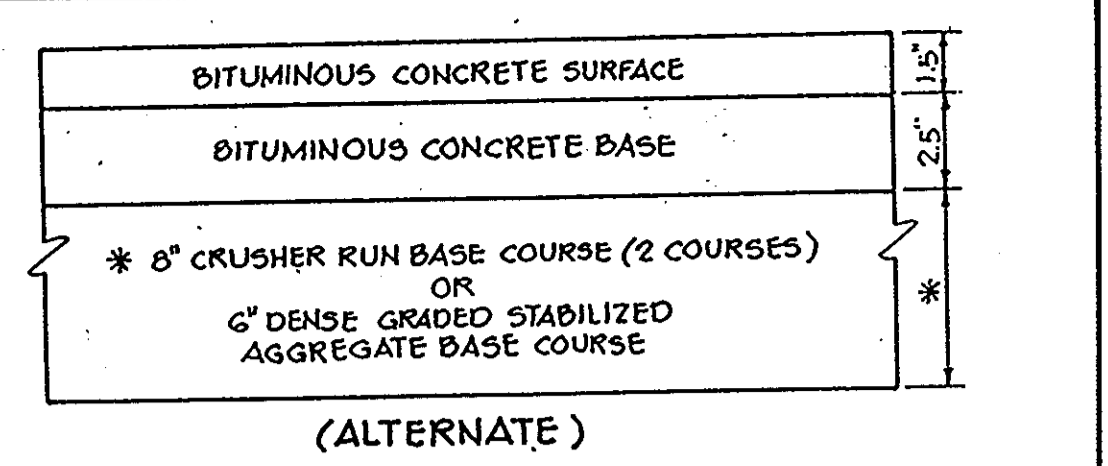 BITUMINOUS CONCRETE SURFACE
1.5"
BITUMINOUS CONCRETE BASE
2.5"
* 8" CRUSHER RUN BASE COURSE (2 COURSES)
OR
6" DENSE GRADED STABILIZED
AGGREGATE BASE COURSE
*
(ALTERNATE)